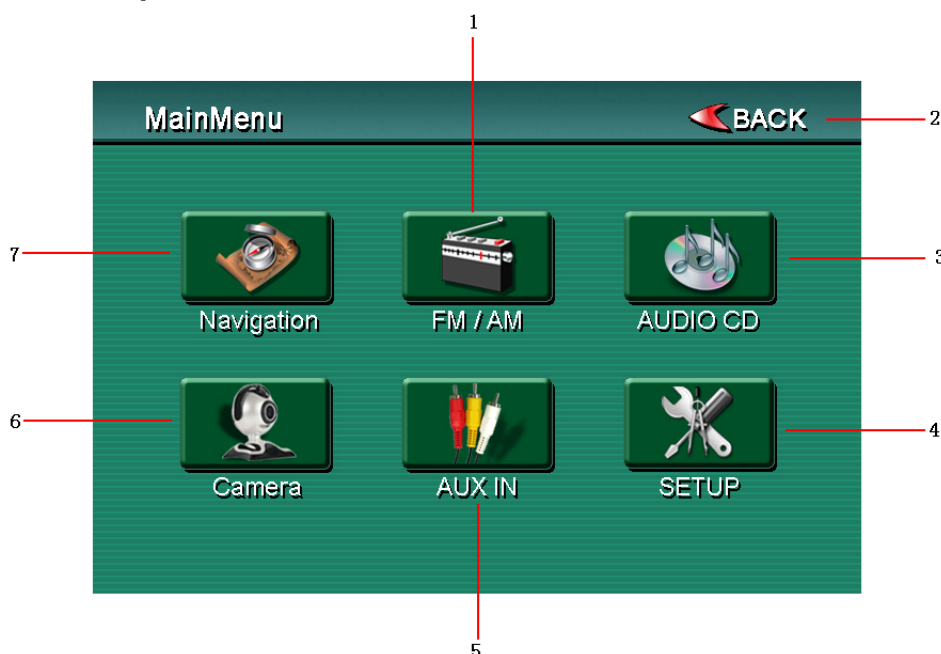 1
MainMenu BACK 2
7 3
Navigation FM / AM AUDIO CD
6 4
Camera AUX IN SETUP
5